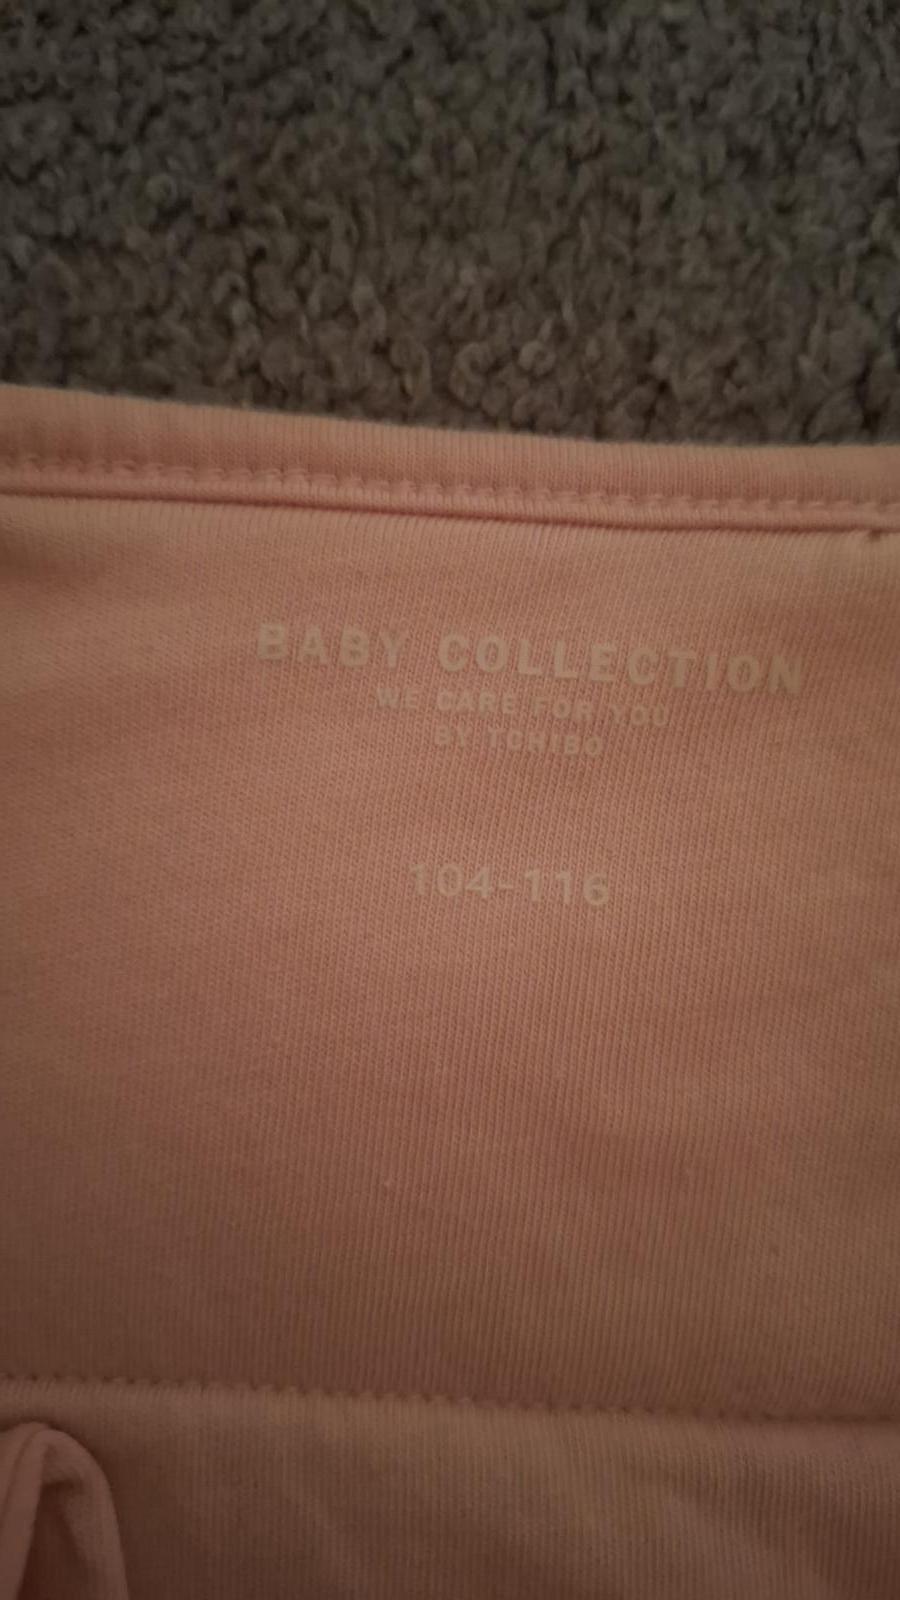 BABY COLLECTION
WE CARE FOR YOU
BY TCHIBO
104-116